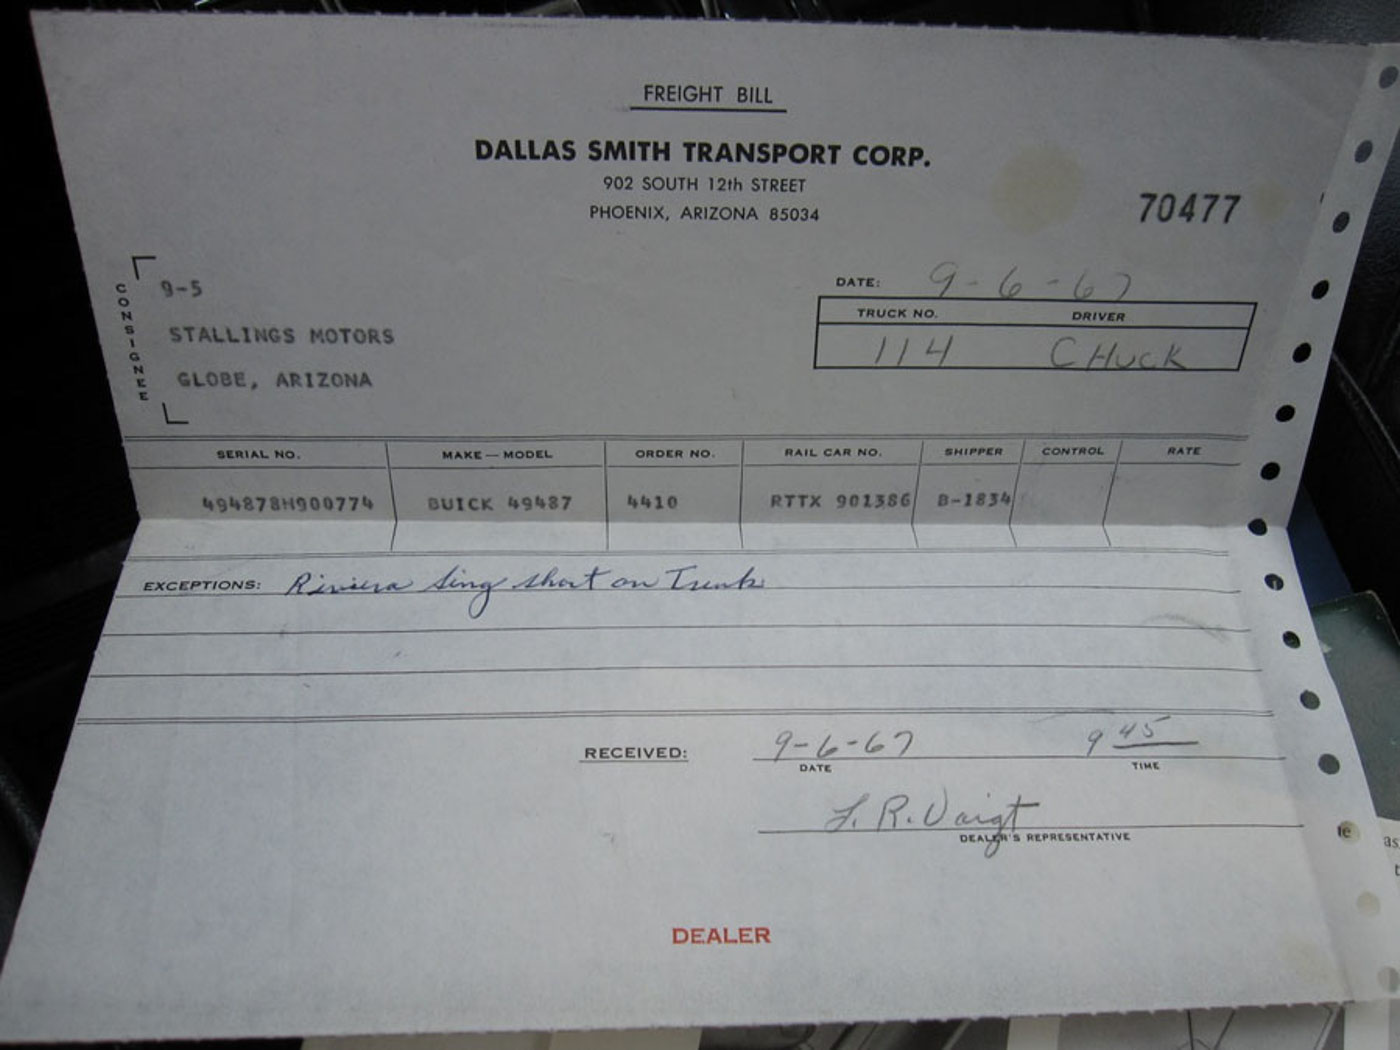 FREIGHT BILL
DALLAS SMITH TRANSPORT CORP.
902 SOUTH 12th STREET
PHOENIX, ARIZONA 85034
70477
CONSIGNEE
9-5
STALLINGS MOTORS
GLOBE, ARIZONA
DATE: 9-6-67
TRUCK NO. DRIVER
114 CHucK
SERIAL NO. MAKE—MODEL ORDER NO. RAIL CAR NO. SHIPPER CONTROL RATE
494878H900774 BUICK 49487 4410 RTTX 901386 B-1834
EXCEPTIONS: Riviera short on Trunk
RECEIVED: 9-6-67 9 45
DATE TIME
R.
DEALER'S REPRESENTATIVE
DEALER